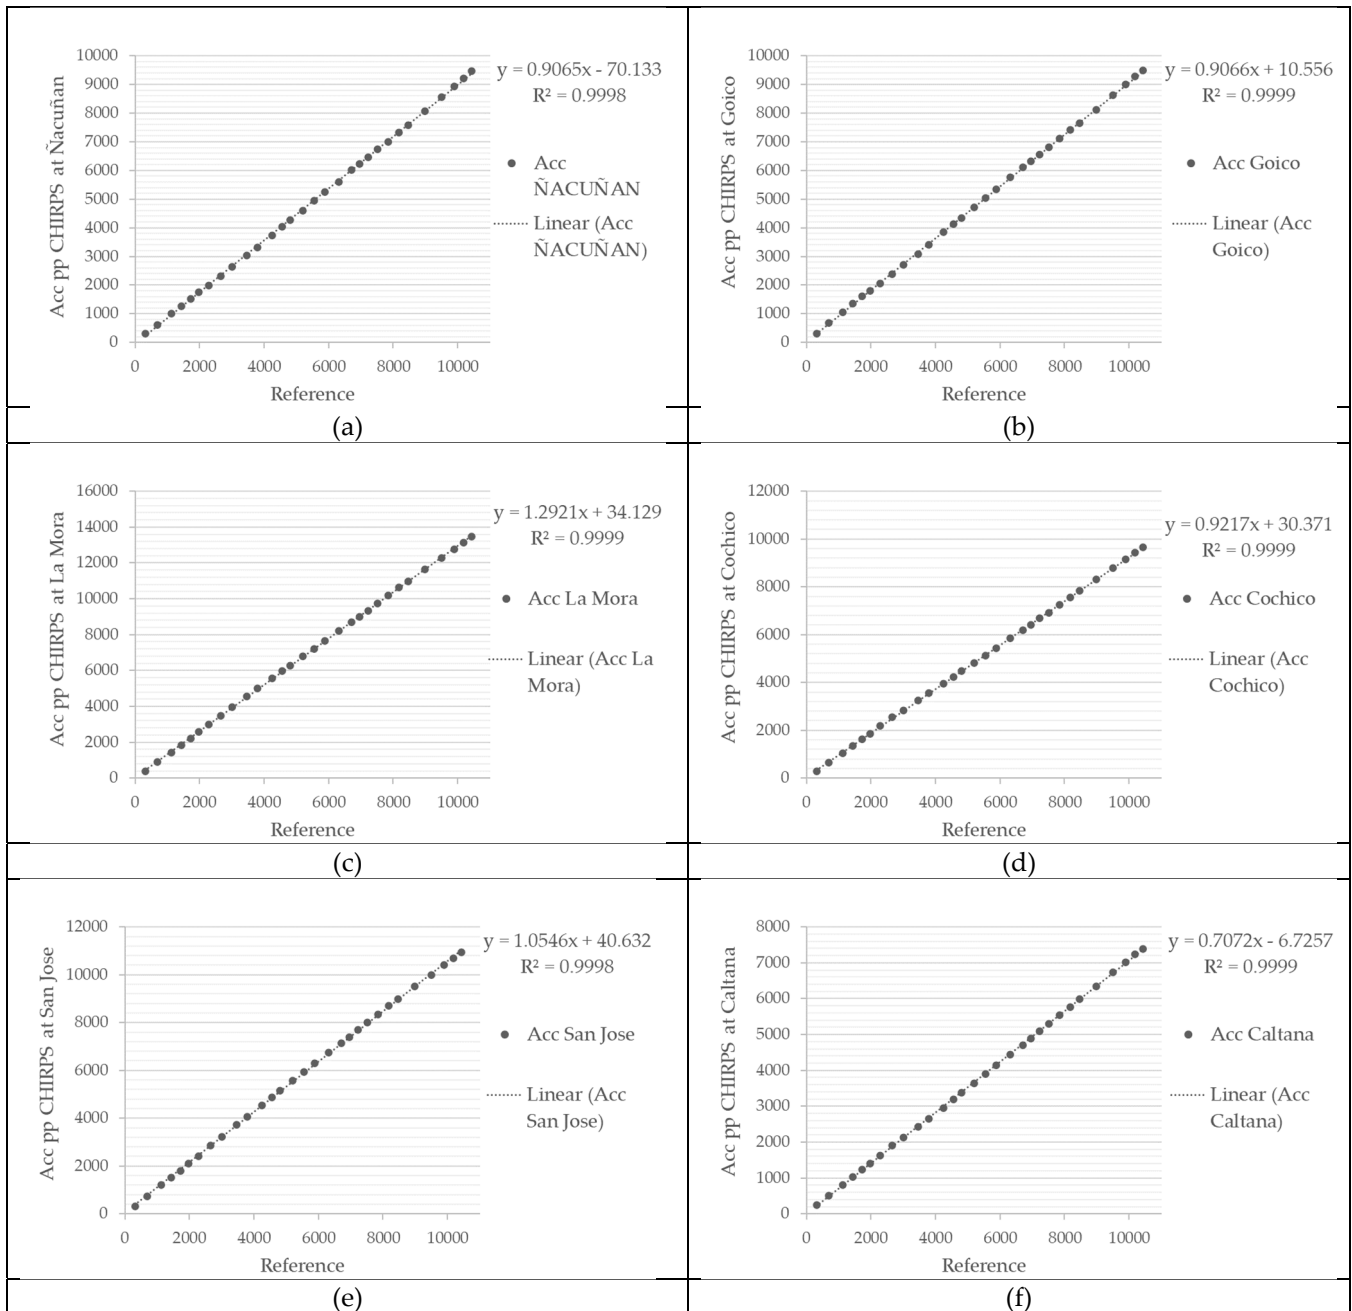 Acc pp CHIRPS at Ñacuñan
10000
9000
8000
7000
6000
5000
4000
3000
2000
1000
0
0 2000 4000 6000 8000 10000
Reference
y = 0.9065x - 70.133
R² = 0.9998
Acc
ÑACUÑAN
Linear (Acc
ÑACUÑAN)
(a)
Acc pp CHIRPS at Goico
10000
9000
8000
7000
6000
5000
4000
3000
2000
1000
0
0 2000 4000 6000 8000 10000
Reference
y = 0.9066x + 10.556
R² = 0.9999
Acc Goico
Linear (Acc
Goico)
(b)
Acc pp CHIRPS at La Mora
16000
14000
12000
10000
8000
6000
4000
2000
0
0 2000 4000 6000 8000 10000
Reference
y = 1.2921x + 34.129
R² = 0.9999
Acc La Mora
Linear (Acc La
Mora)
(c)
Acc pp CHIRPS at Cochico
12000
10000
8000
6000
4000
2000
0
0 2000 4000 6000 8000 10000
Reference
y = 0.9217x + 30.371
R² = 0.9999
Acc Cochico
Linear (Acc
Cochico)
(d)
Acc pp CHIRPS at San Jose
12000
10000
8000
6000
4000
2000
0
0 2000 4000 6000 8000 10000
Reference
y = 1.0546x + 40.632
R² = 0.9998
Acc San Jose
Linear (Acc
San Jose)
(e)
Acc pp CHIRPS at Caltana
8000
7000
6000
5000
4000
3000
2000
1000
0
0 2000 4000 6000 8000 10000
Reference
y = 0.7072x - 6.7257
R² = 0.9999
Acc Caltana
Linear (Acc
Caltana)
(f)